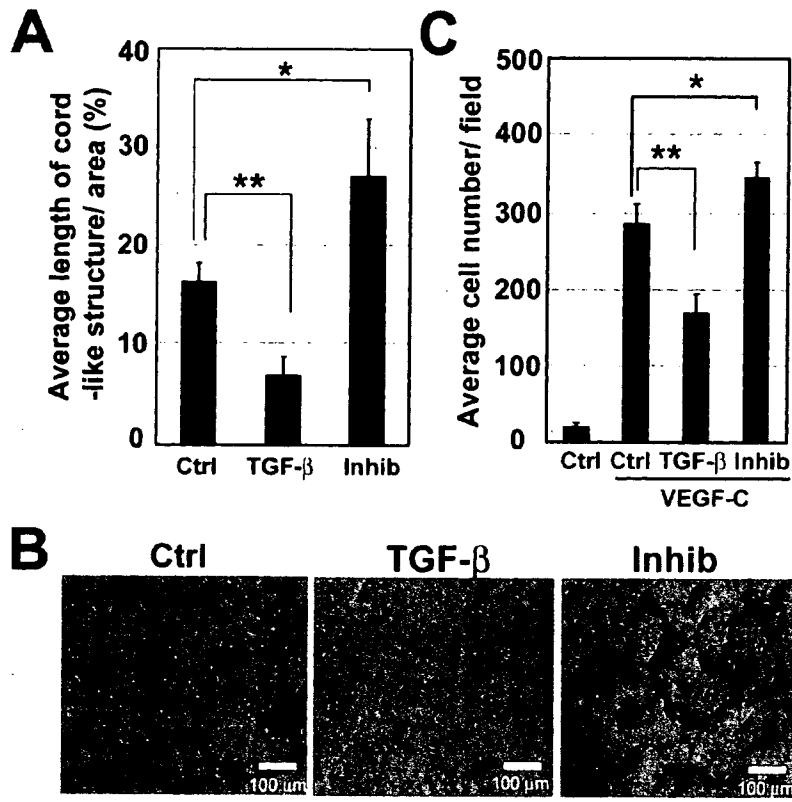 A
Average length of cord
-like structure/ area (%)
40
30
20
10
0
*
**
Ctrl TGF-β Inhib
C
Average cell number/ field
500
400
300
200
100
0
*
**
Ctrl Ctrl TGF-β Inhib
VEGF-C
B
Ctrl TGF-β Inhib
100 μm 100 μm 100 μm